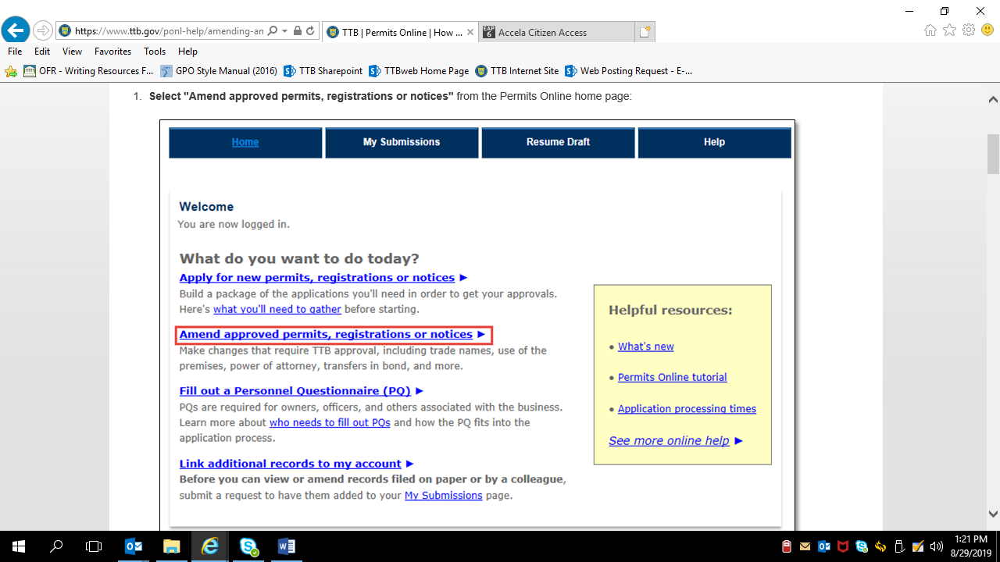 https://www.ttb.gov/ponl-help/amending-an
TTB | Permits Online | How ...
EAP 6 Accela Citizen Access
File Edit View Favorites Tools Help
OFR - Writing Resources F...
GPO Style Manual (2016)
TTB Sharepoint
TTBweb Home Page
TTB Internet Site
Web Posting Request - E-...
1. Select "Amend approved permits, registrations or notices" from the Permits Online home page:
Home
My Submissions
Resume Draft
Help
Welcome
You are now logged in.
What do you want to do today?
Apply for new permits, registrations or notices ►
Build a package of the applications you'll need in order to get your approvals.
Here's what you'll need to gather before starting.
Amend approved permits, registrations or notices ►
Make changes that require TTB approval, including trade names, use of the
premises, power of attorney, transfers in bond, and more.
Fill out a Personnel Questionnaire (PQ) ►
PQs are required for owners, officers, and others associated with the business.
Learn more about who needs to fill out PQs and how the PQ fits into the
application process.
Link additional records to my account ►
Before you can view or amend records filed on paper or by a colleague,
submit a request to have them added to your My Submissions page.
Helpful resources:
• What's new
• Permits Online tutorial
• Application processing times
See more online help ►
1:21 PM
8/29/2019